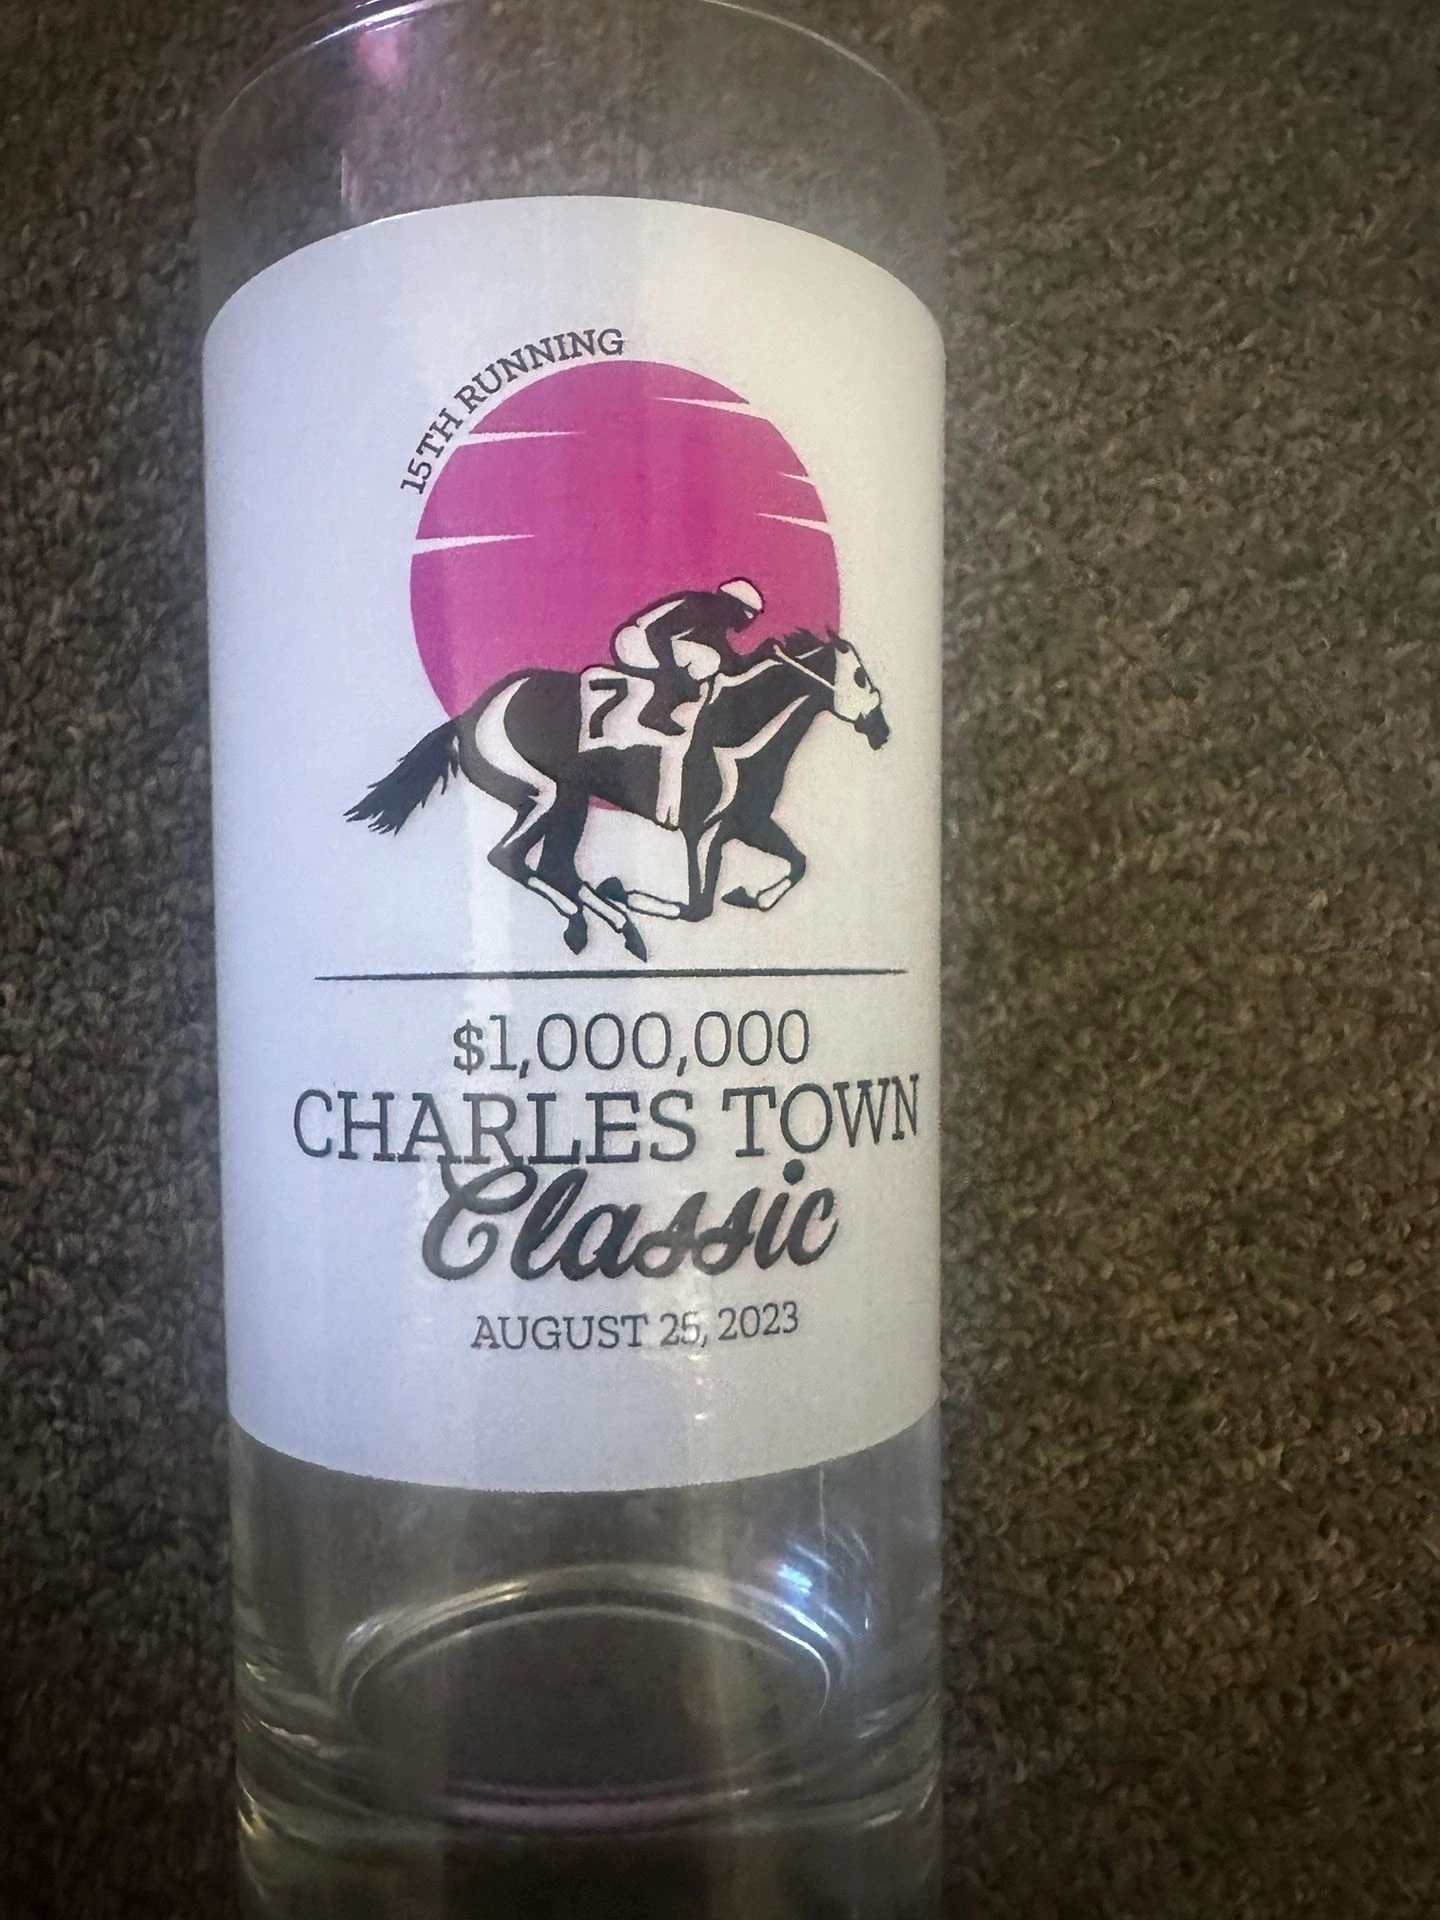 15TH RUNNING
7
$1,000,000
CHARLES TOWN
Classic
AUGUST 25, 2023